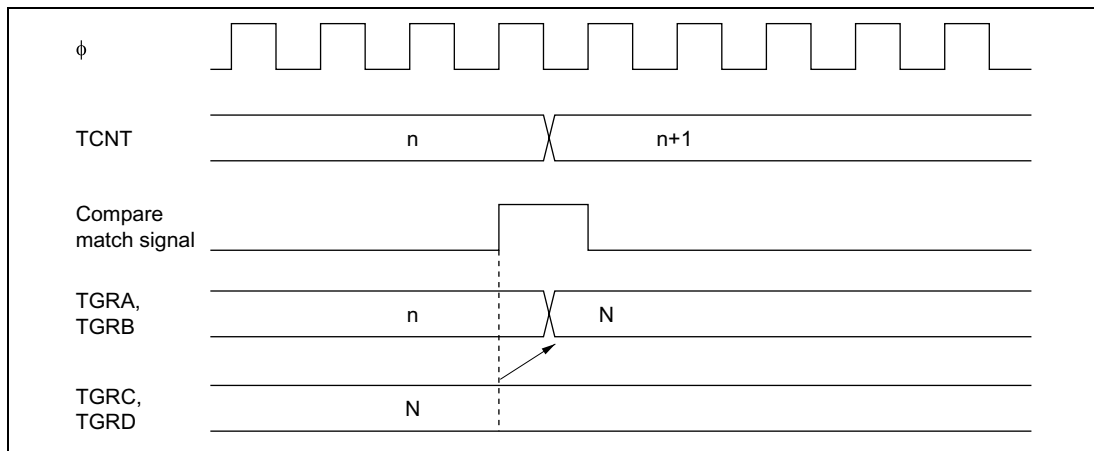 ϕ
TCNT
n
n+1
Compare
match signal
TGRA,
TGRB
n
N
TGRC,
TGRD
N